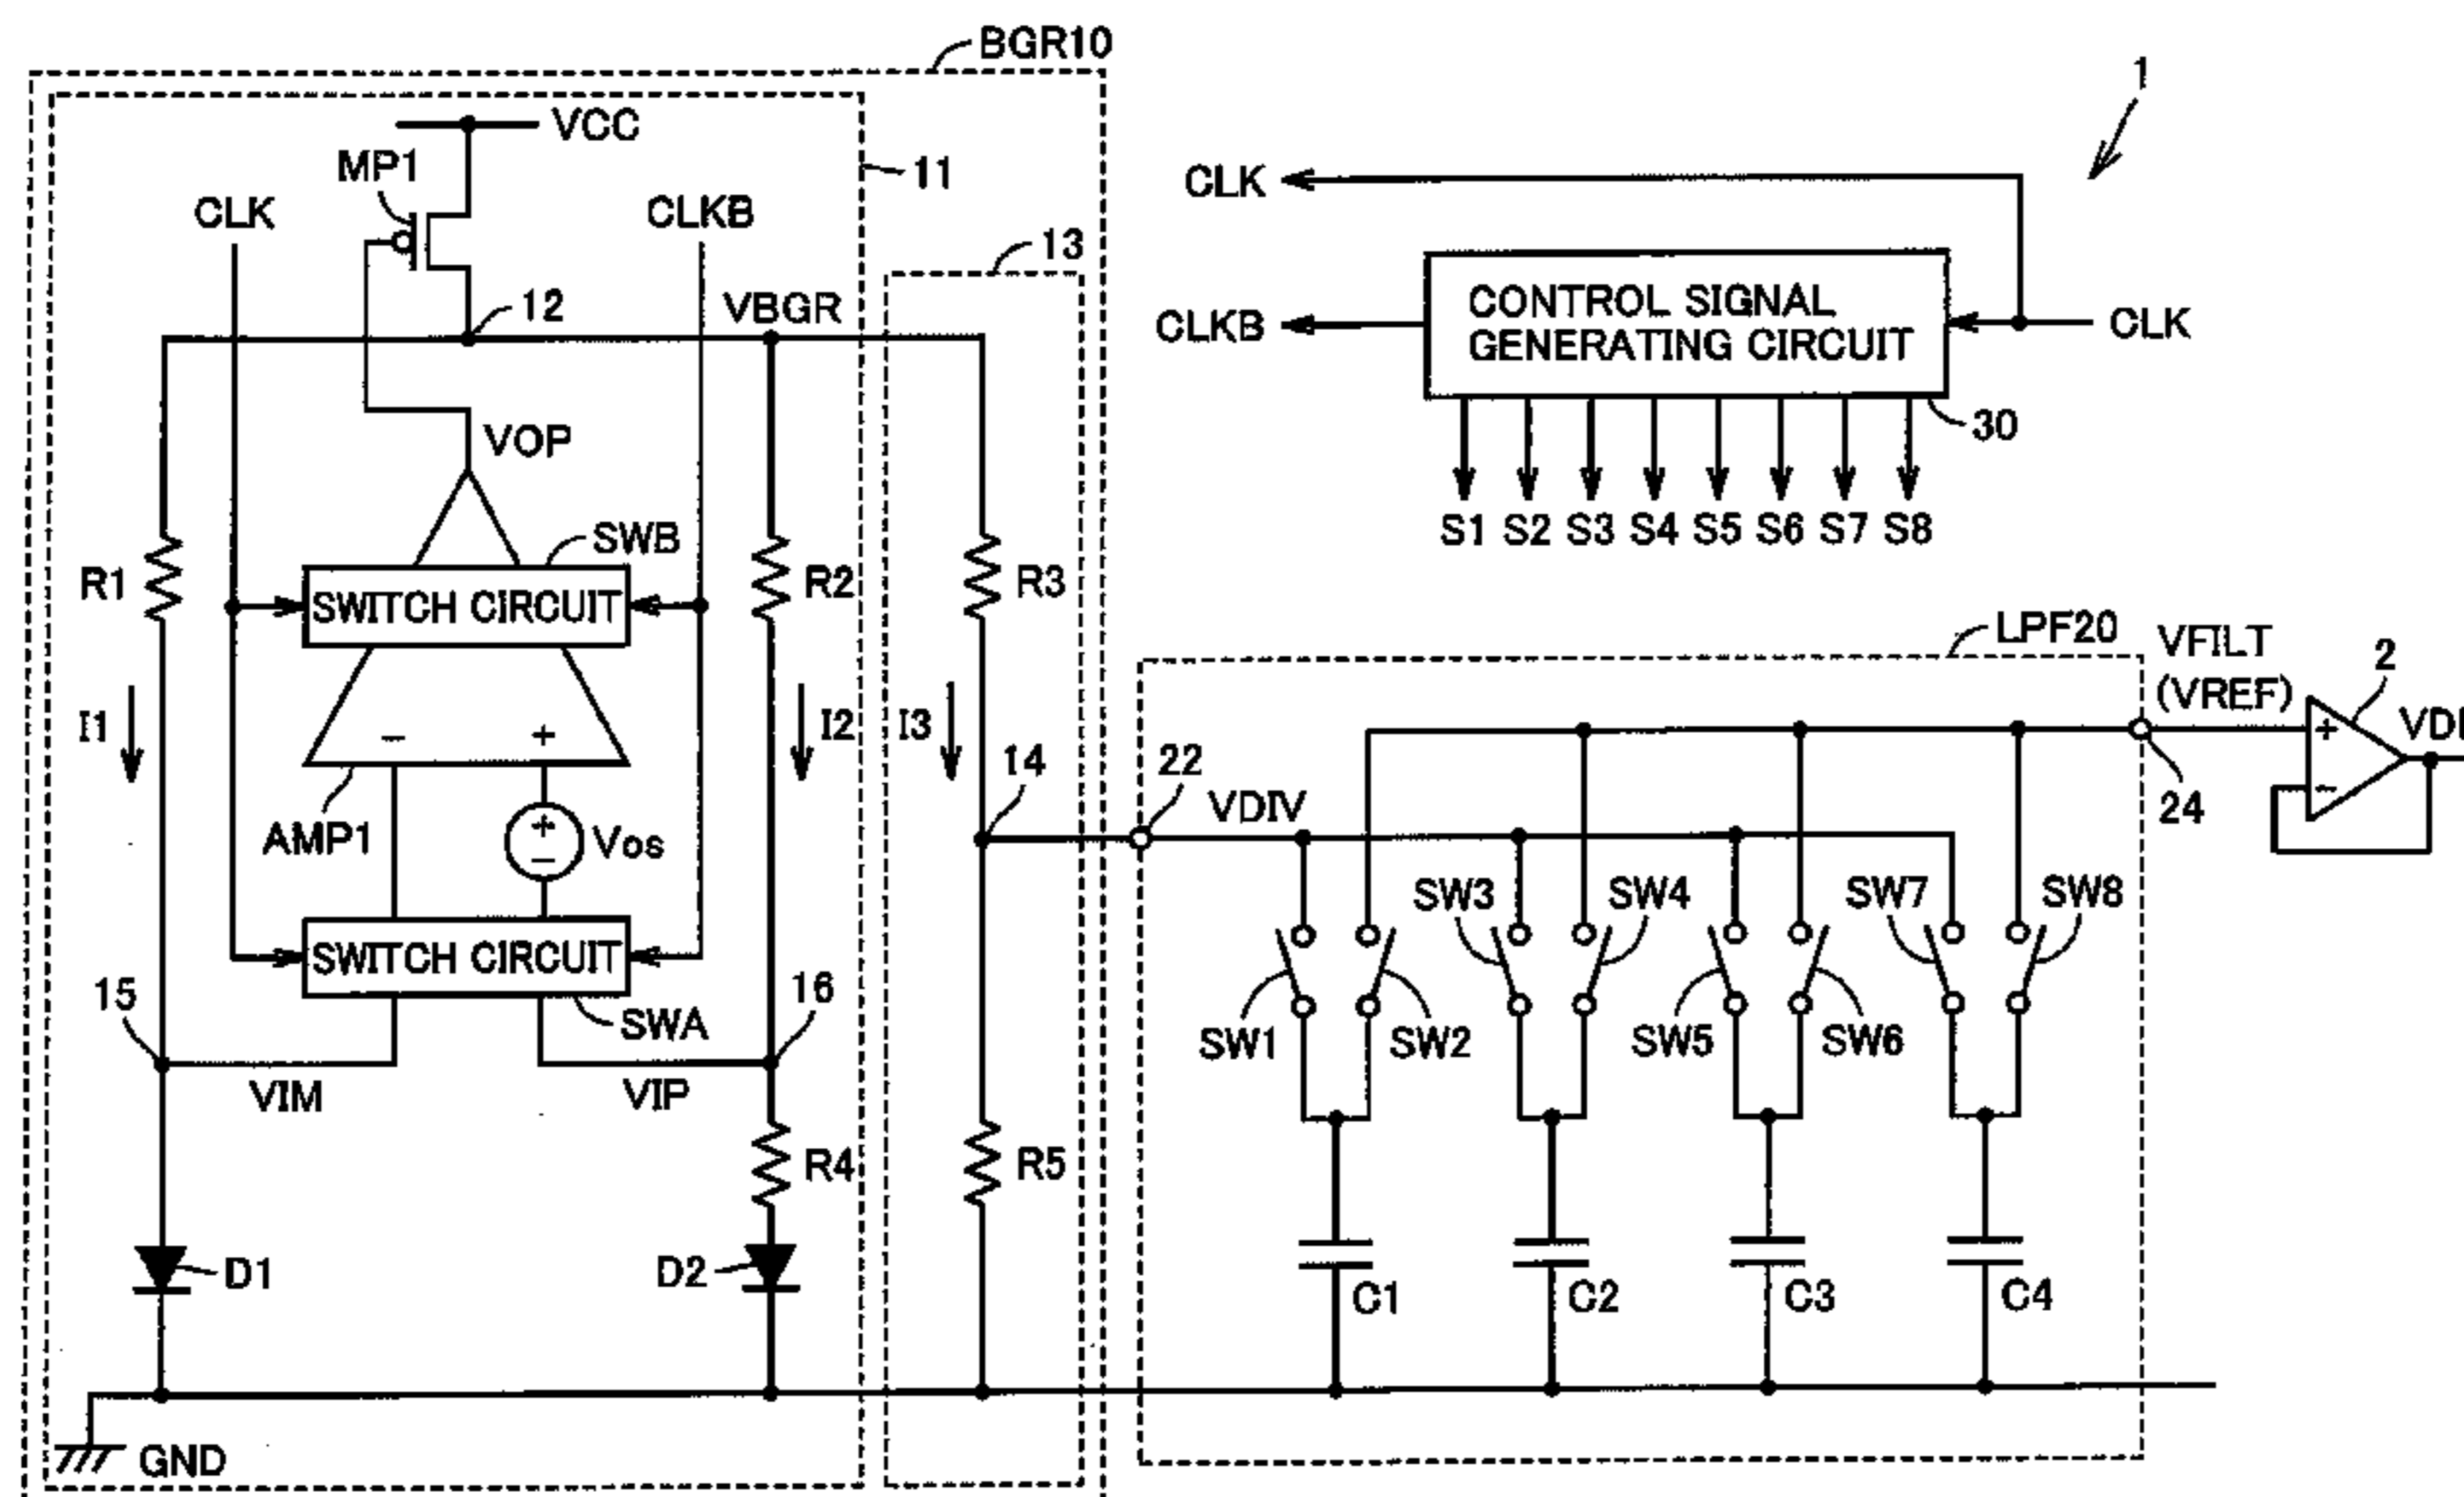 BGR10
1
VCC
MP1
11
CLK
CLKB
CLK
13
12
VBGR
CONTROL SIGNAL
GENERATING CIRCUIT
CLKB
CLK
30
VOP
S1 S2 S3 S4 S5 S6 S7 S8
SWB
R1
SWITCH CIRCUIT
R2
R3
LPF20
VFILT
(VREF)
2
I1
I2
I3
- +
+
-
14
22
VDIV
24
AMP1
+
-
Vos
SW3
SW4
SW7
SW8
SWITCH CIRCUIT
15
16
SWA
SW1
SW2
SW5
SW6
VIM
VIP
R4
R5
D1
D2
C1
C2
C3
C4
GND